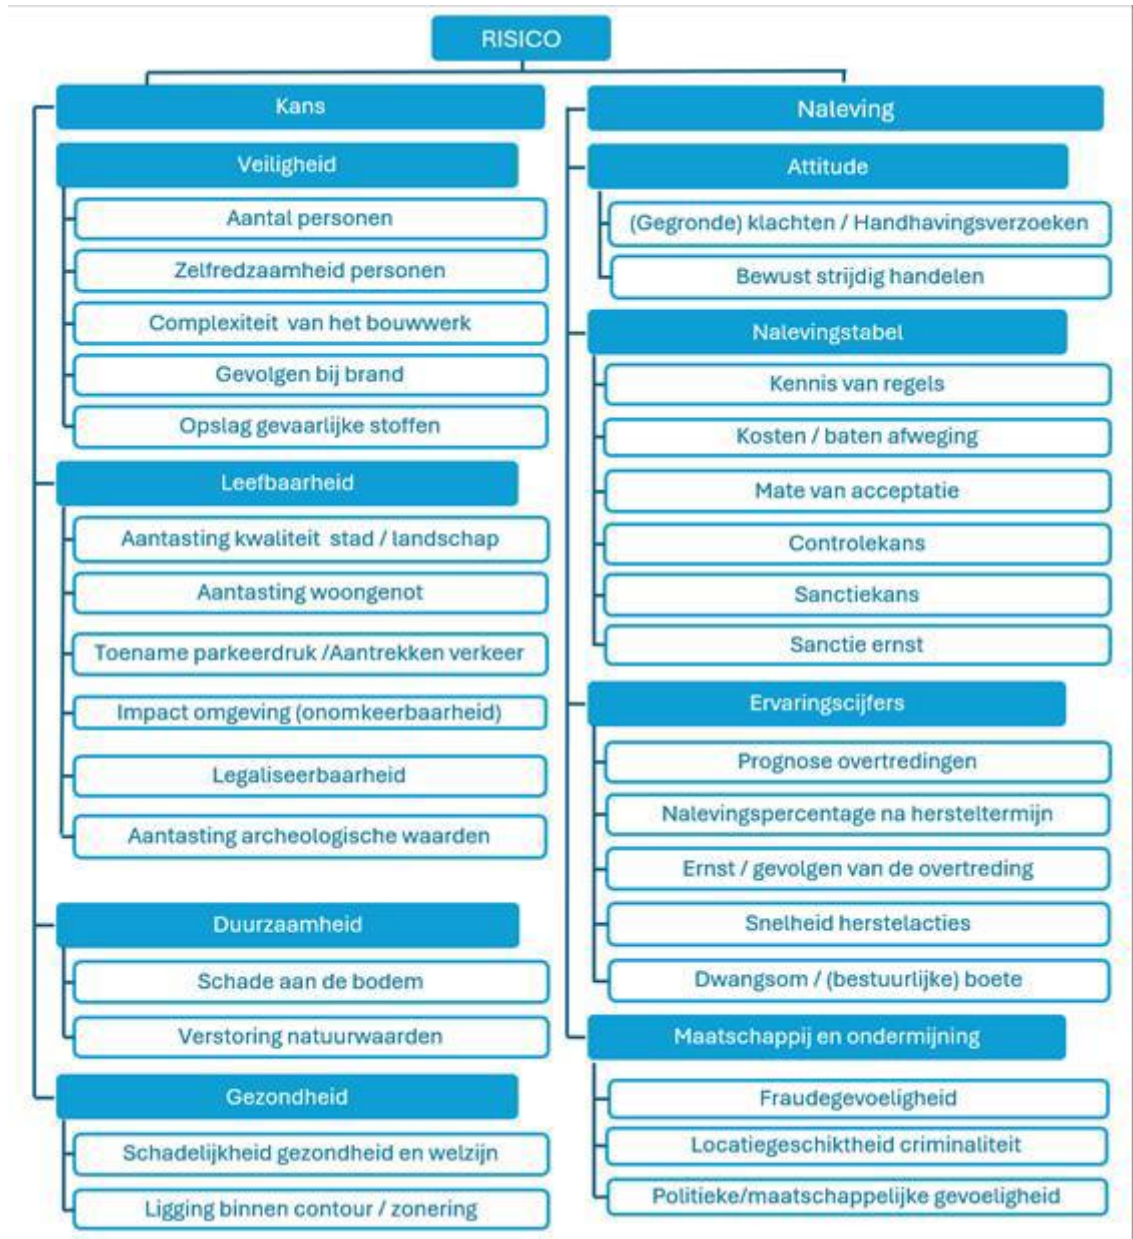 RISICO
Kans
Veiligheid
Aantal personen
Zelfredzaamheid personen
Complexiteit van het bouwwerk
Gevolgen bij brand
Opslag gevaarlijke stoffen
Leefbaarheid
Aantasting kwaliteit stad / landschap
Aantasting woongenot
Toename parkeerdruk /Aantrekken verkeer
Impact omgeving (onomkeerbaarheid)
Legaliseerbaarheid
Aantasting archeologische waarden
Duurzaamheid
Schade aan de bodem
Verstoring natuurwaarden
Gezondheid
Schadelijkheid gezondheid en welzijn
Ligging binnen contour / zonering
Naleving
Attitude
(Gegronde) klachten / Handhavingsverzoeken
Bewust strijdig handelen
Nalevingstabel
Kennis van regels
Kosten / baten afweging
Mate van acceptatie
Controlekans
Sanctiekans
Sanctie ernst
Ervaringscijfers
Prognose overtredingen
Nalevingspercentage na hersteltermijn
Ernst / gevolgen van de overtreding
Snelheid herstelacties
Dwangsom / (bestuurlijke) boete
Maatschappij en ondermijning
Fraudegevoeligheid
Locatiegeschiktheid criminaliteit
Politieke/maatschappelijke gevoeligheid